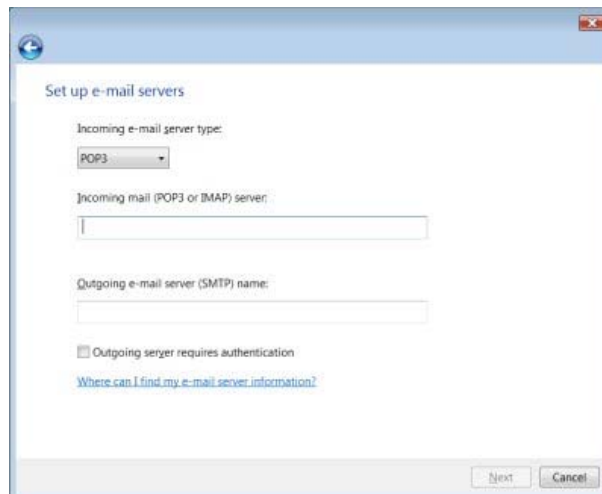 Set up e-mail servers
Incoming e-mail server type:
POP3
Incoming mail (POP3 or IMAP) server:
Outgoing e-mail server (SMTP) name:
Outgoing server requires authentication
Where can I find my e-mail server information?
Next Cancel